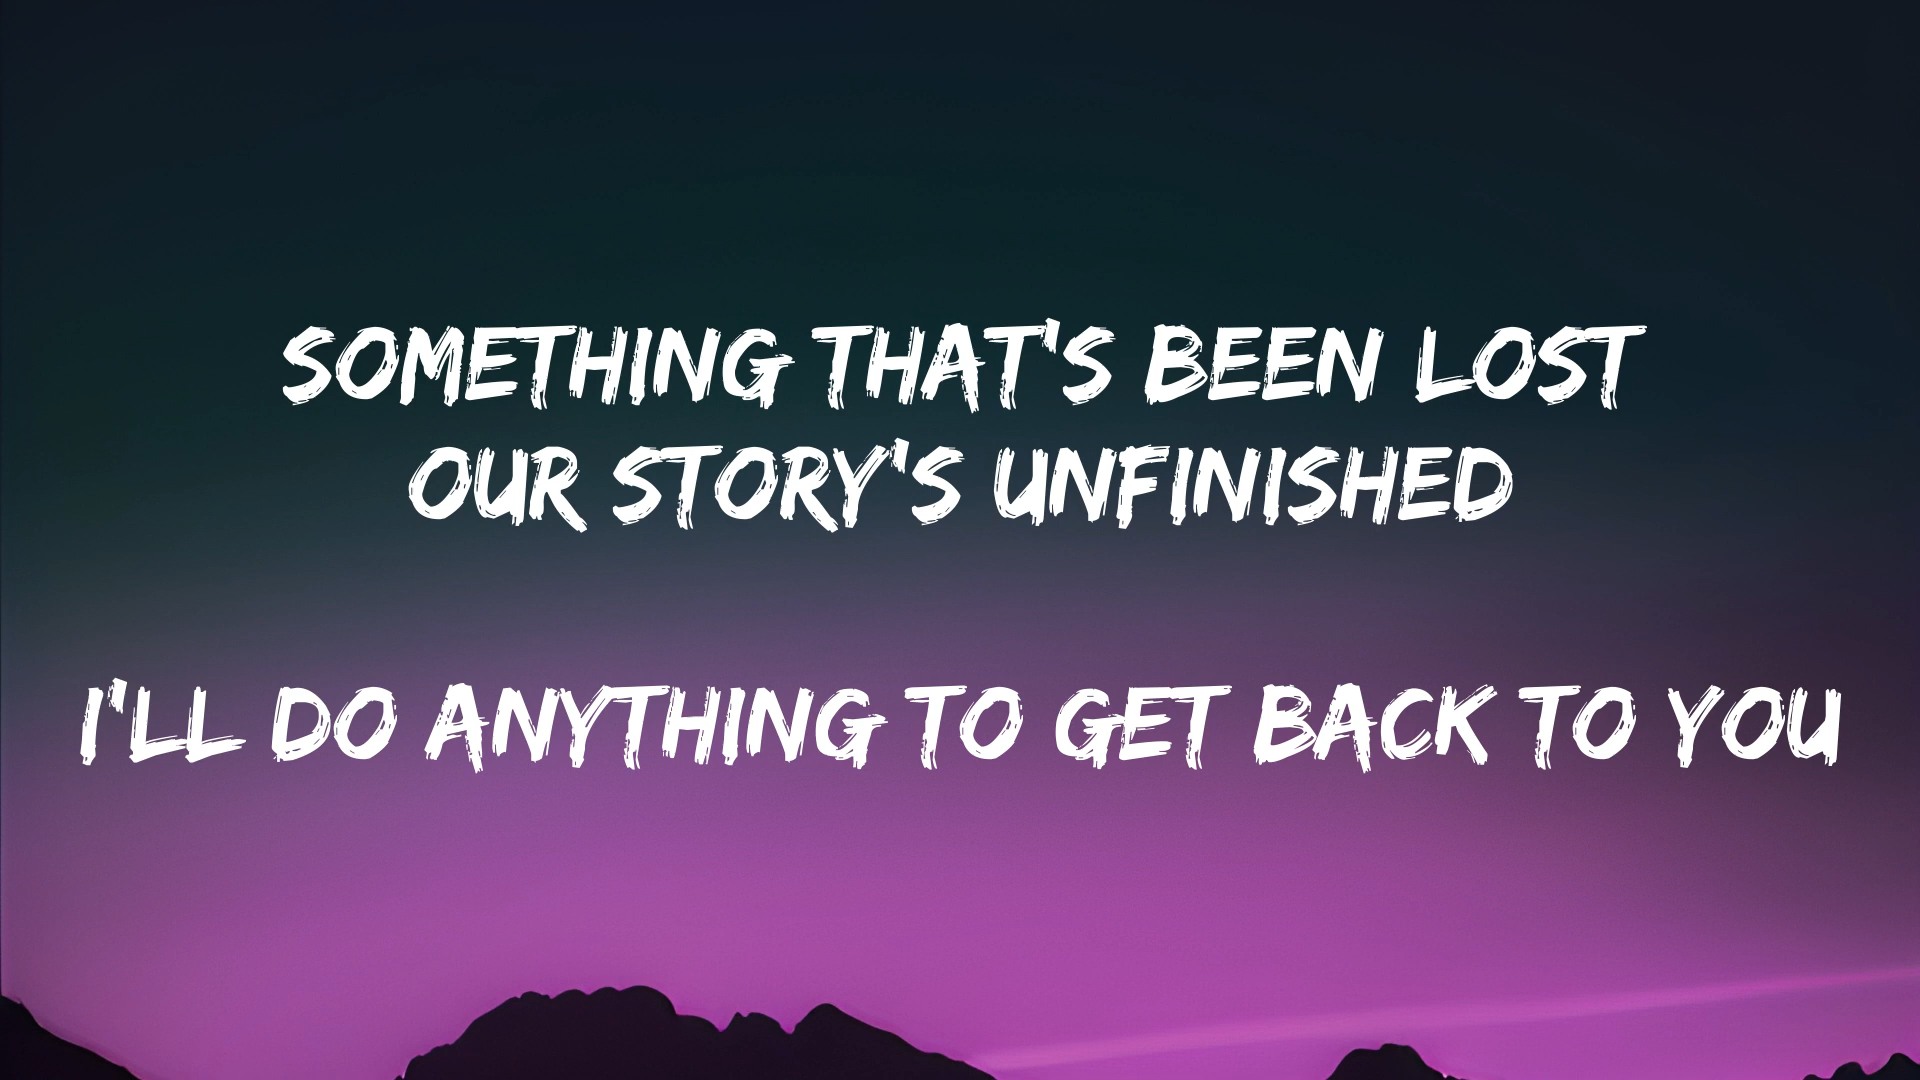 SOMETHING THAT'S BEEN LOST
OUR STORY'S UNFINISHED
I'LL DO ANYTHING TO GET BACK TO YOU